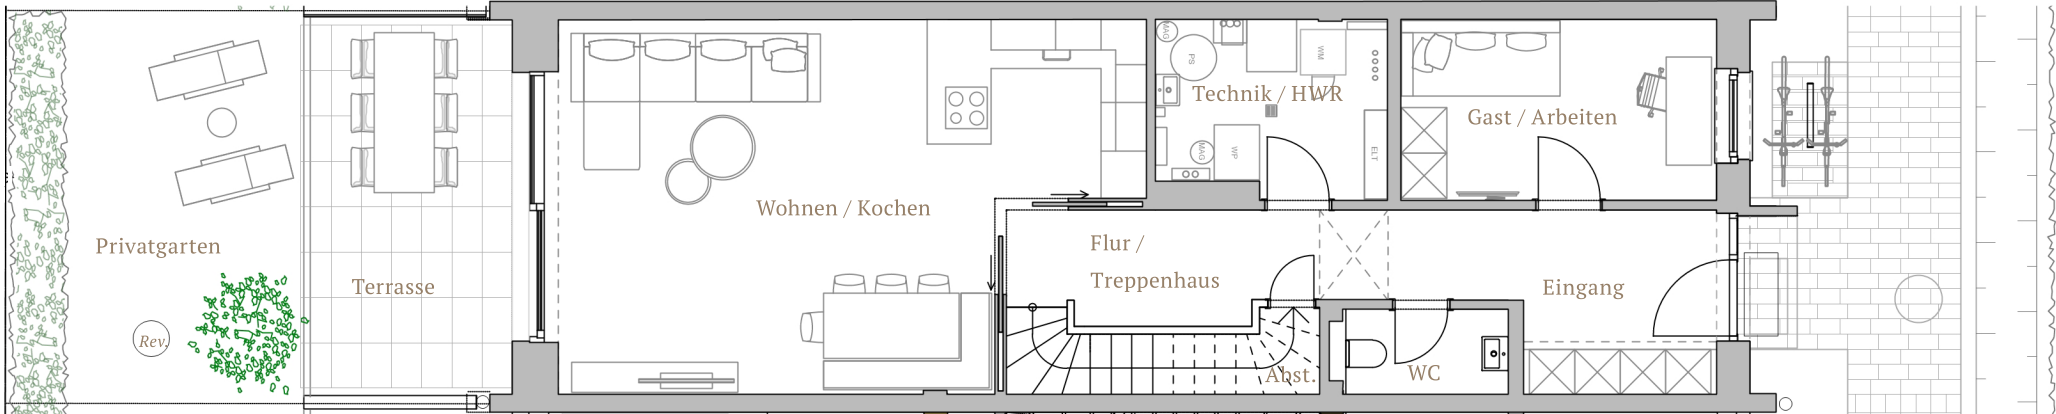 MAG
PS
WM
Technik / HWR
Gast / Arbeiten
MAG
WP
ELT
Wohnen / Kochen
Privatgarten
Flur /
Treppenhaus
Terrasse
Eingang
Rev.
Abst.
WC